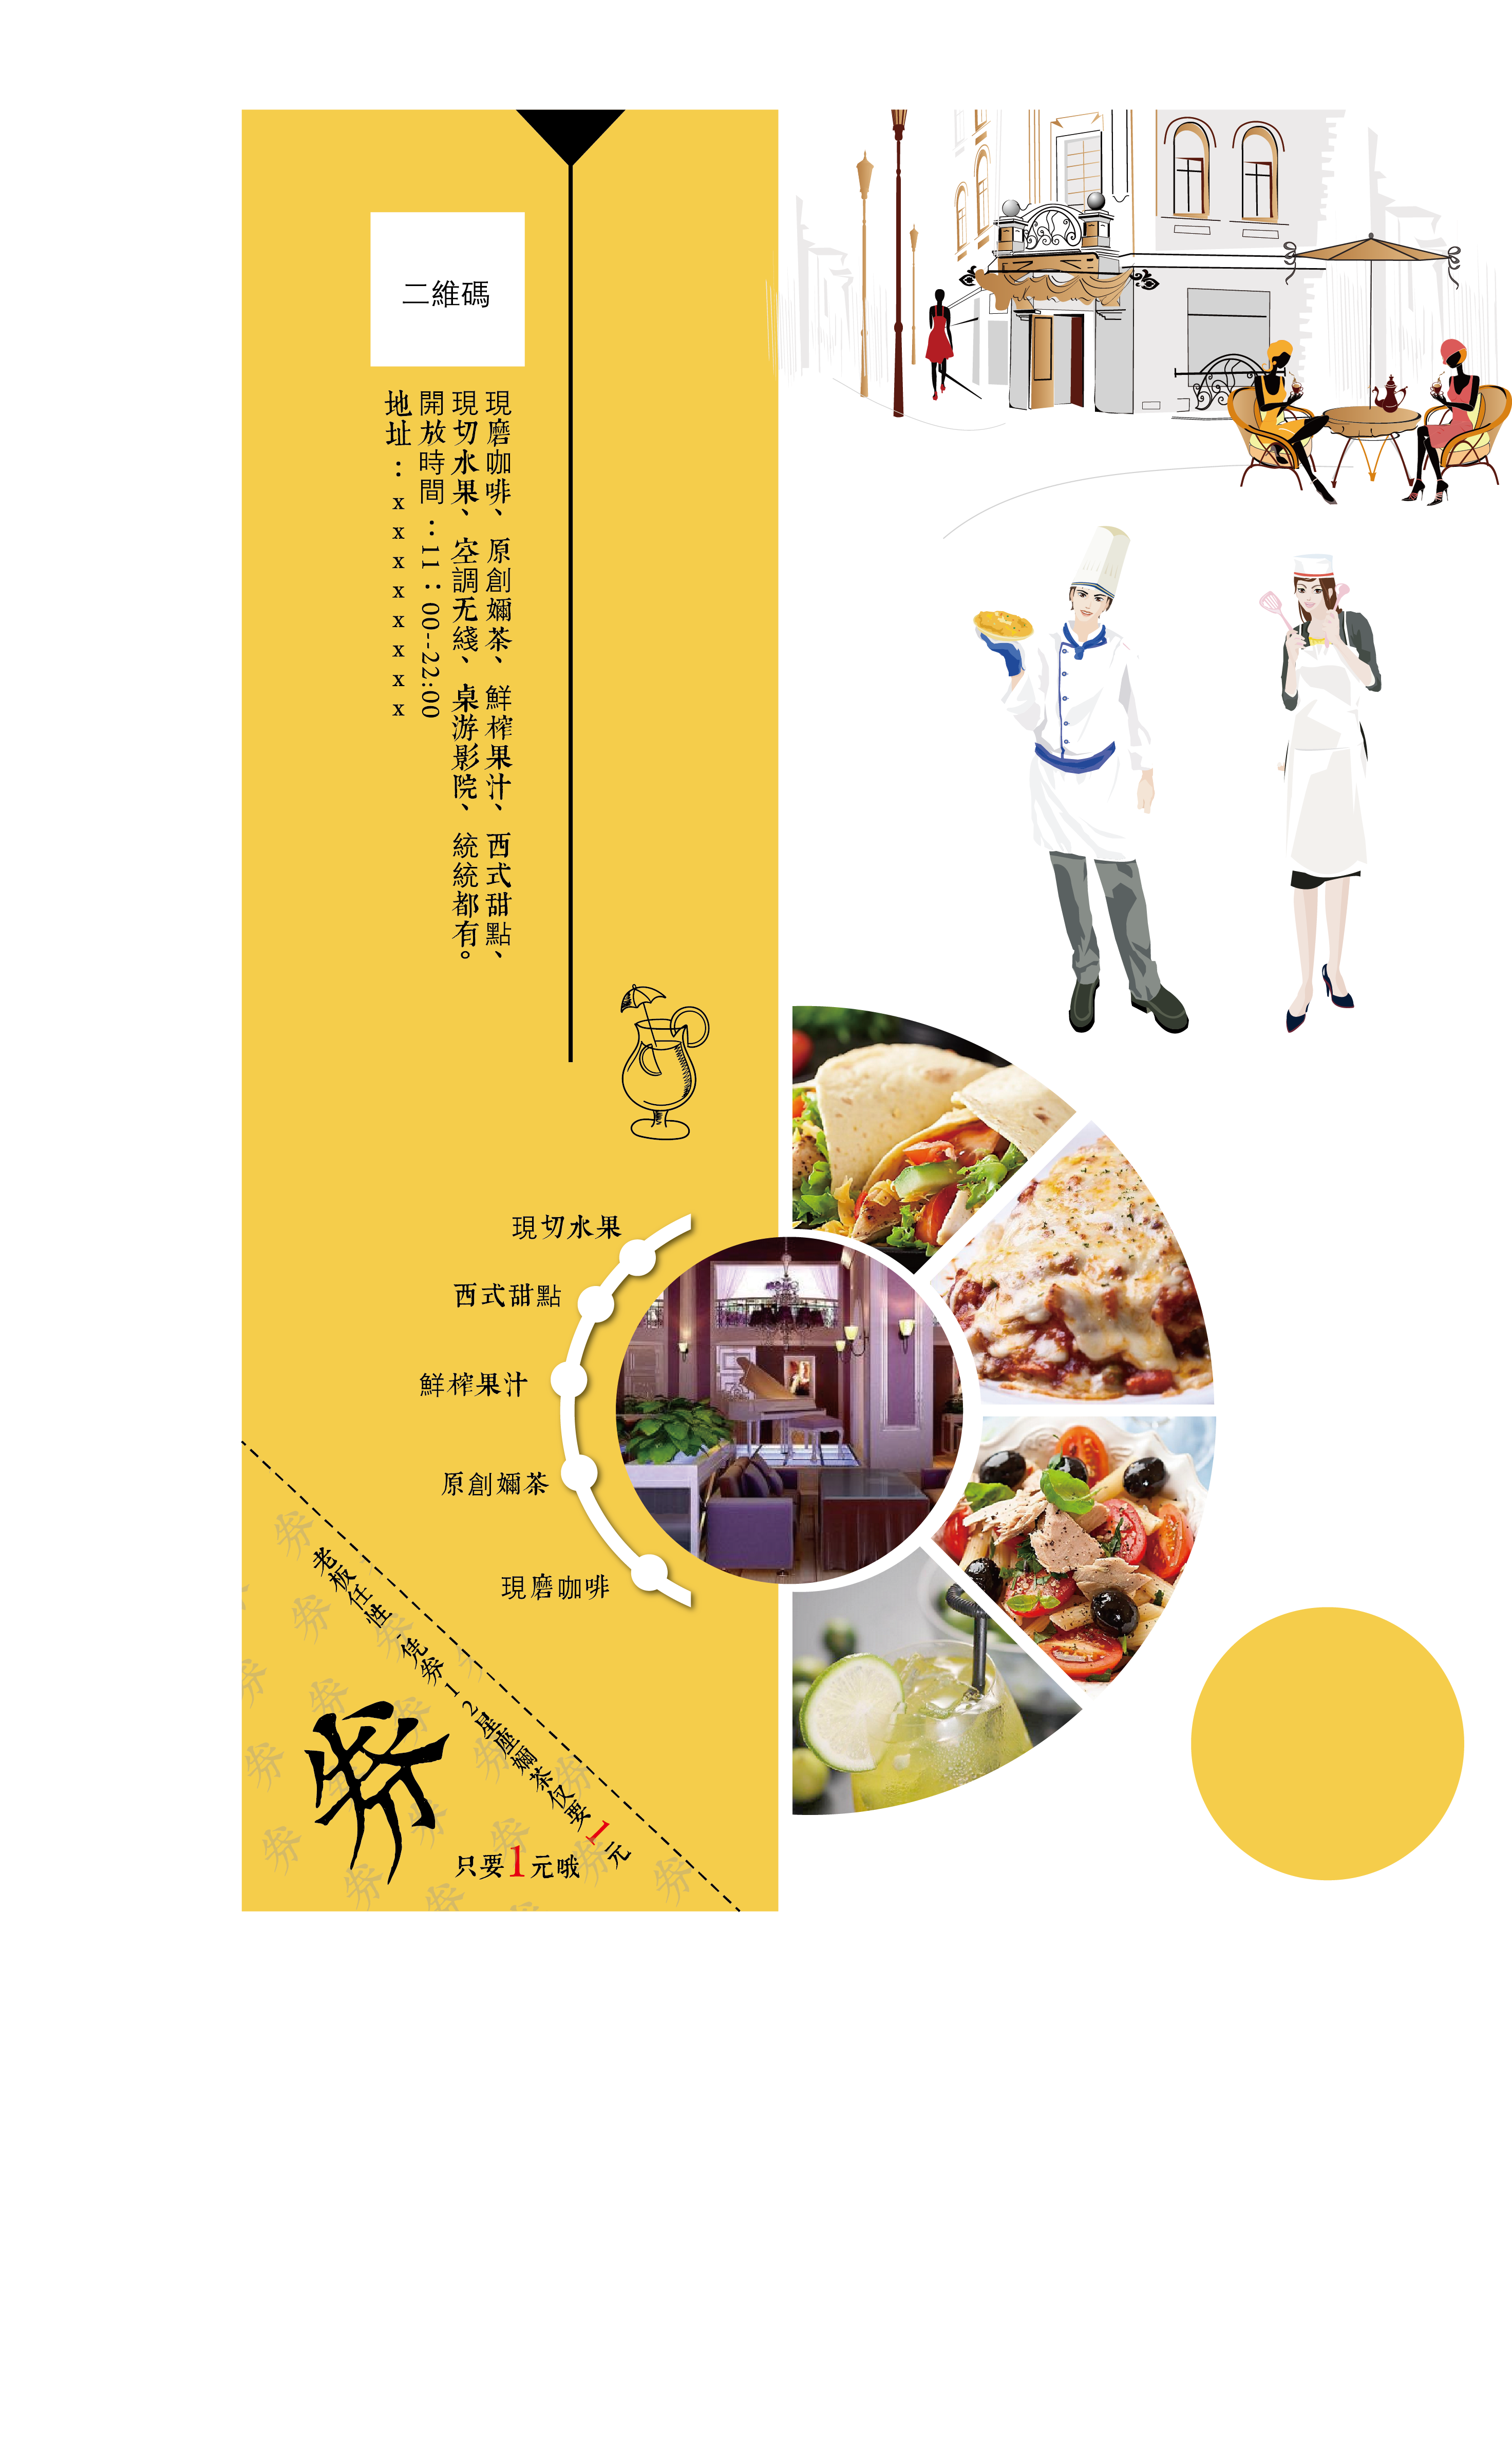 二維碼
現磨咖啡、原創嬭茶、鮮榨果汁、西式甜點、
現切水果、空調无綫、桌游影院、統統都有。
開放時間：11：00--22:00
地址：xxxxxxxx
現切水果
西式甜點
鮮榨果汁
原創嬭茶
現磨咖啡
老板任性，凭券12星座嬭茶仅要1元
券
只要1元哦